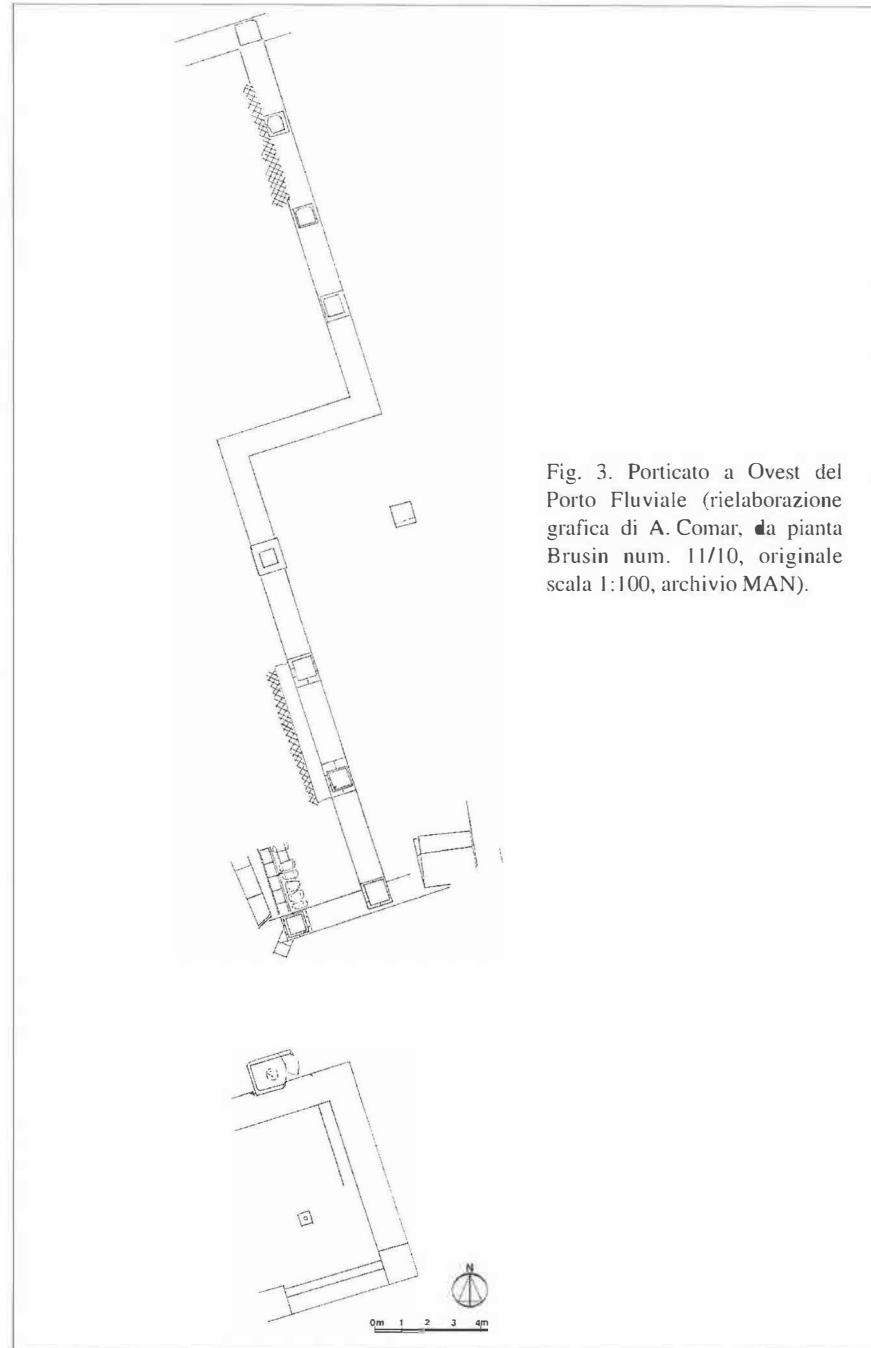 Fig. 3. Porticato a Ovest del
Porto Fluviale (rielaborazione
grafica di A. Comar, da pianta
Brusin num. 11/10, originale
scala 1:100, archivio MAN).
N
0m 1 2 3 4m